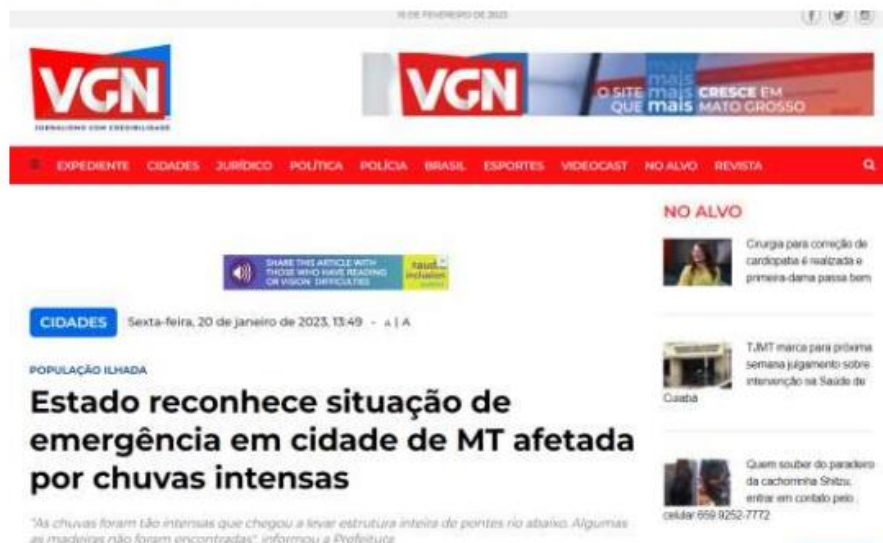 DE FEVEREIRO DE 2023
VGN
JORNALISMO COM CREDIBILIDADE
VGN
O SITE mais CRESCE EM
QUE mais MATO GROSSO
EXPEDIENTE CIDADES JURÍDICO POLÍTICA POLÍCIA BRASIL ESPORTES VIDEOCAST NO ALVO REVISTA
SHARE THIS ARTICLE WITH
THOSE WHO HAVE READING
OR VISION DIFFICULTIES
CIDADES Sexta-feira, 20 de janeiro de 2023, 13:49 - A | A
POPULAÇÃO ILHADA
Estado reconhece situação de
emergência em cidade de MT afetada
por chuvas intensas
"As chuvas foram tão intensas que chegou a levar estrutura inteira de pontes rio abaixo. Algumas
as madeiras não foram encontradas", informou a Prefeitura
NO ALVO
Cirurgia para correção de
cardiopatia é realizada e
primeira-dama passa bem
TJMT marca para próxima
semana julgamento sobre
intervenção na Saúde de
Cuiabá
Quem souber do paradeiro
da cachorrinha Shitzu,
entrar em contato pelo
celular 659 9252-7772